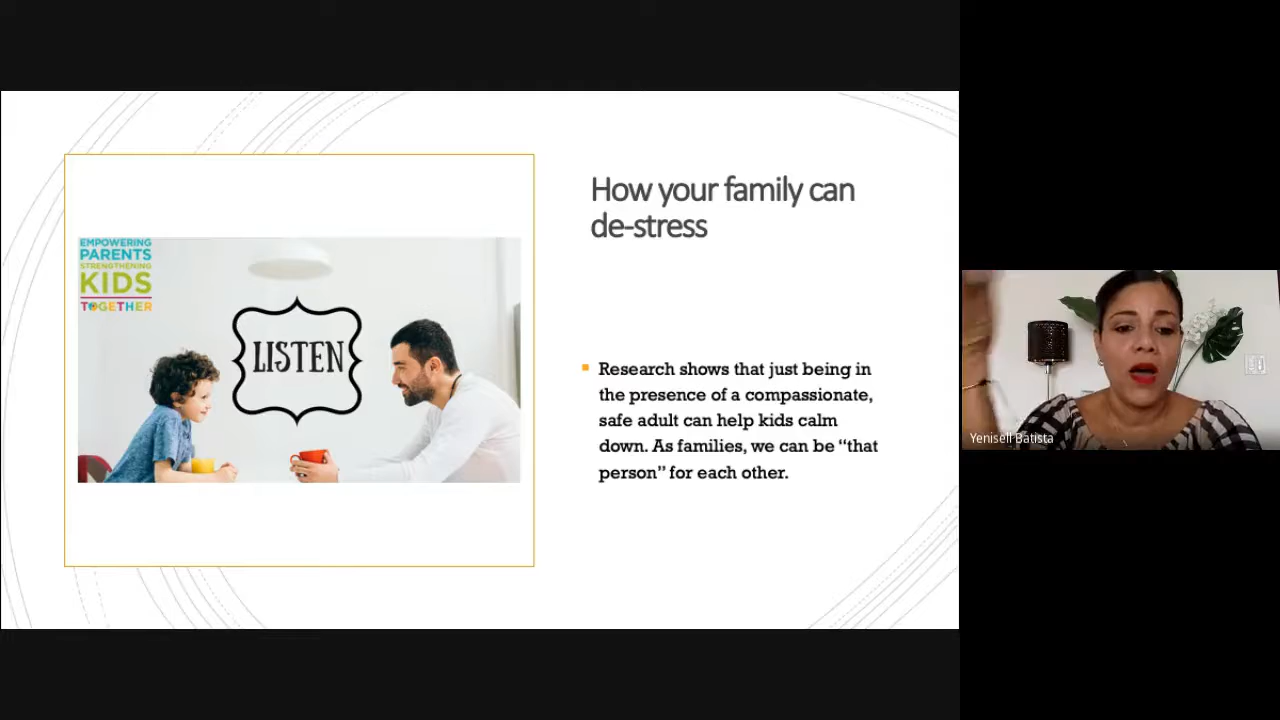 How your family can
de-stress
EMPOWERING
PARENTS
STRENGTHENING
KIDS
TOGETHER
LISTEN
Research shows that just being in
the presence of a compassionate,
safe adult can help kids calm
down. As families, we can be “that
person” for each other.
Yenisell Batista